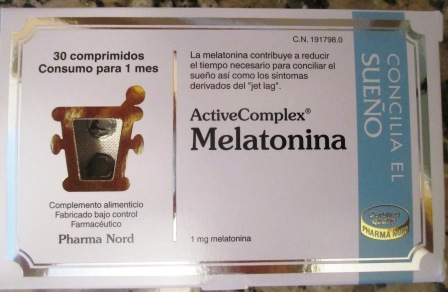 C.N. 191798.0
30 comprimidos
Consumo para 1 mes
La melatonina contribuye a reducir
el tiempo necesario para conciliar el
sueño así como los síntomas
derivados del "jet lag".
ActiveComplex®
Melatonina
Complemento alimenticio
Fabricado bajo control
Farmacéutico
Pharma Nord
1 mg melatonina
CONCILIA EL
SUEÑO
PHARMA NORD